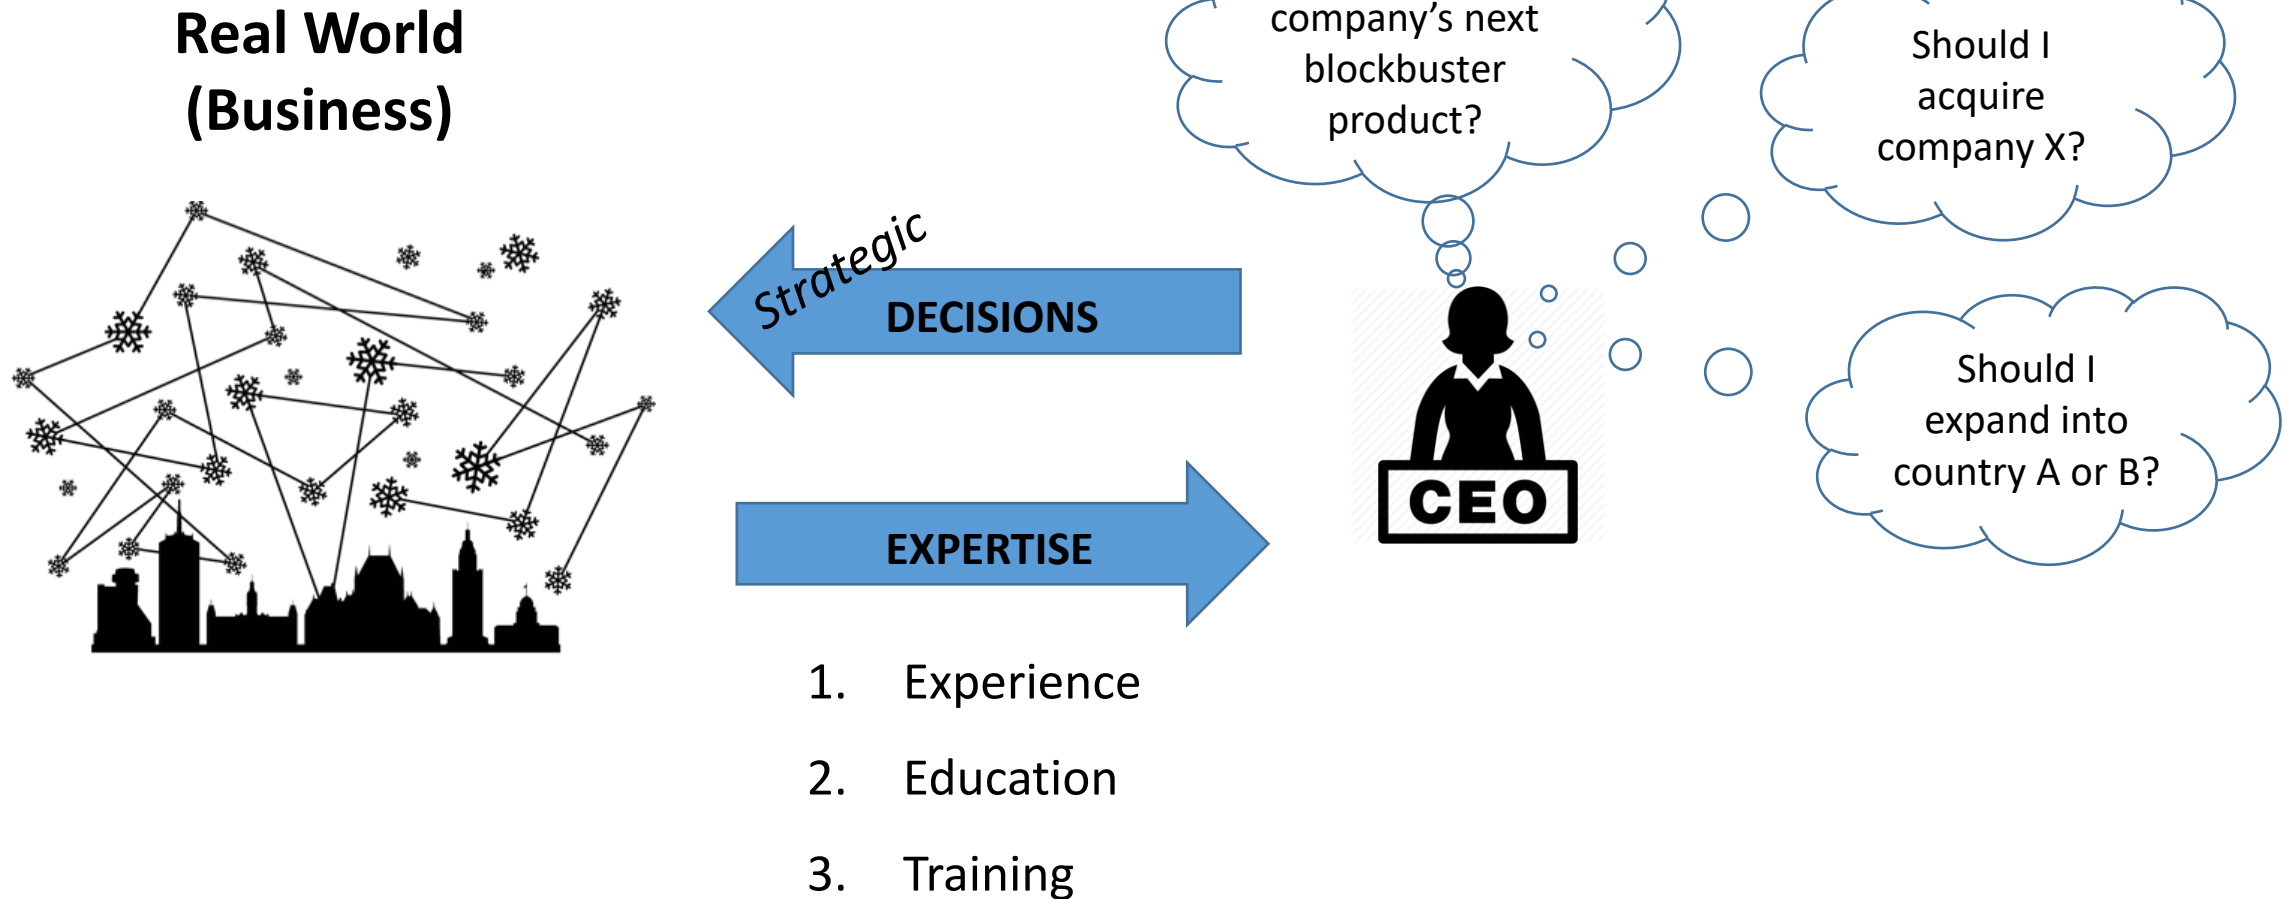 Real World
(Business)
company's next
blockbuster
product?
Should I
acquire
company X?
Strategic
DECISIONS
Should I
expand into
country A or B?
CEO
EXPERTISE
1. Experience
2. Education
3. Training